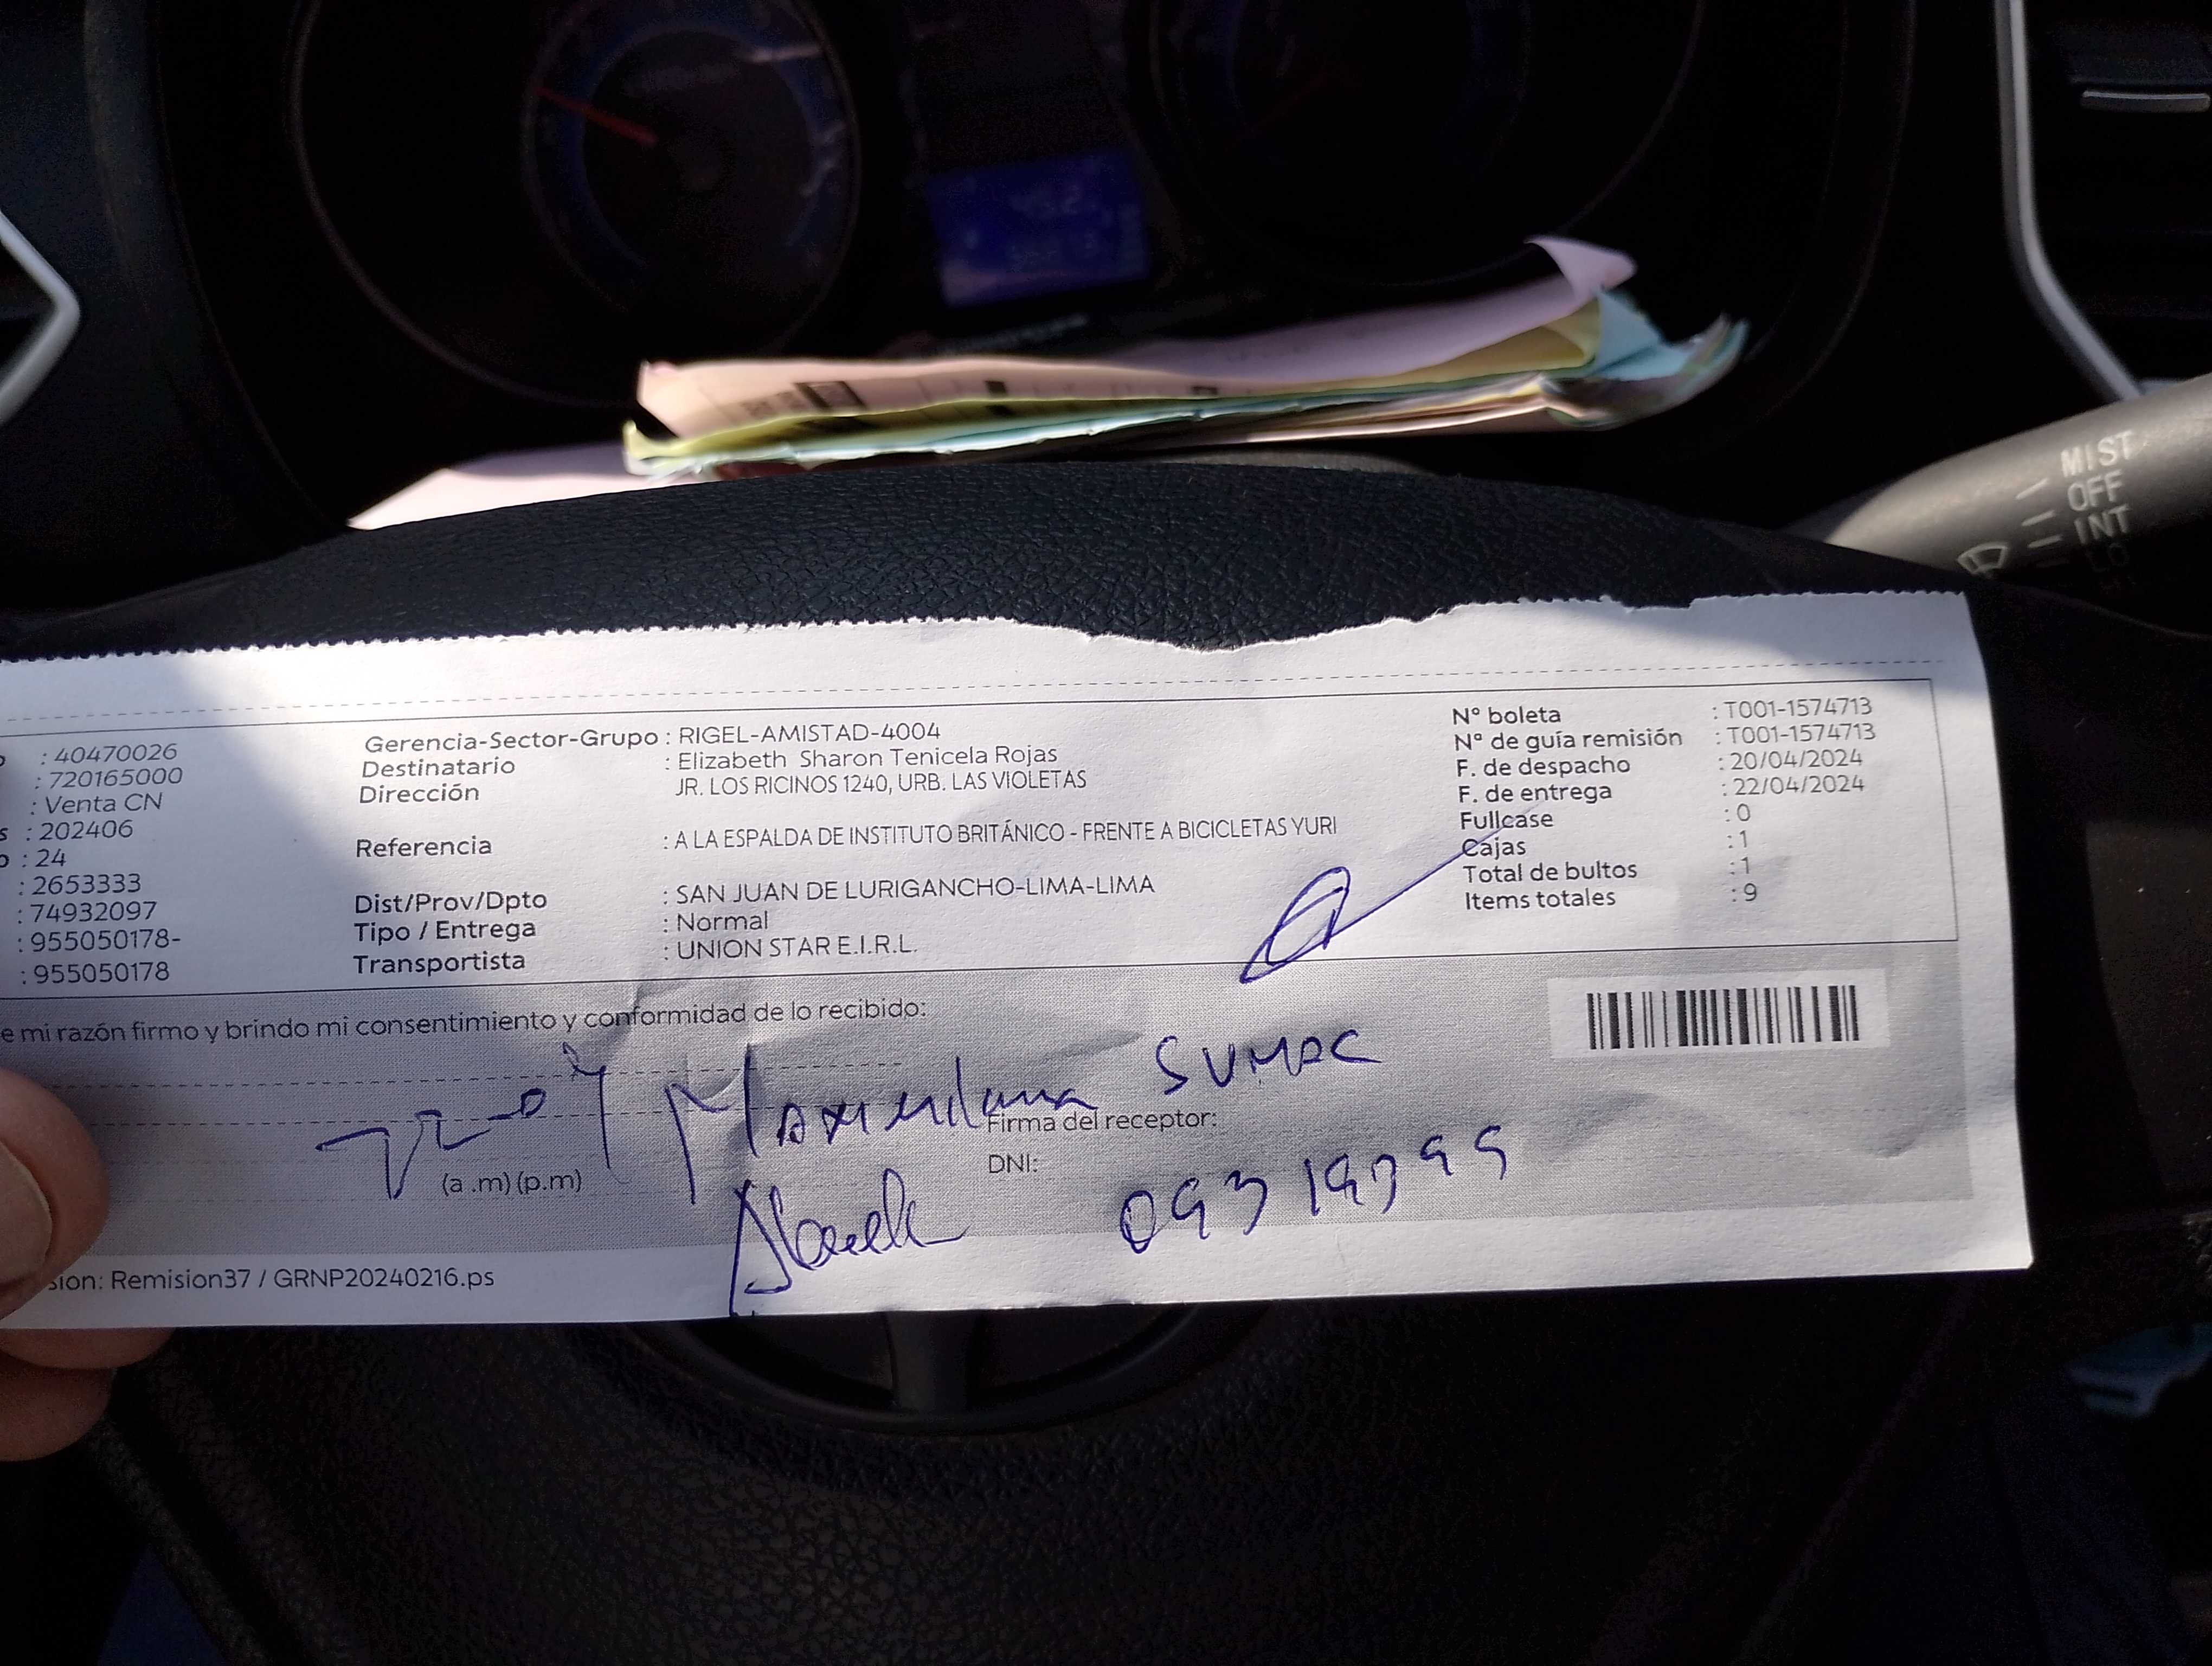 MIST
OFF
INT
LO
: 40470026
: 720165000
: Venta CN
: 202406
: 24
: 2653333
: 74932097
: 955050178-
: 955050178
Gerencia-Sector-Grupo : RIGEL-AMISTAD-4004
Destinatario : Elizabeth Sharon Tenicela Rojas
Dirección JR. LOS RICINOS 1240, URB. LAS VIOLETAS
Referencia : A LA ESPALDA DE INSTITUTO BRITÁNICO - FRENTE A BICICLETAS YURI
Dist/Prov/Dpto : SAN JUAN DE LURIGANCHO-LIMA-LIMA
Tipo / Entrega : Normal
Transportista : UNION STAR E.I.R.L.
N° boleta : T001-1574713
N° de guía remisión : T001-1574713
F. de despacho : 20/04/2024
F. de entrega : 22/04/2024
Fullcase : 0
Cajas : 1
Total de bultos : 1
Items totales : 9
e mi razón firmo y brindo mi consentimiento y conformidad de lo recibido:
SUMAC
Firma del receptor:
DNI:
(a .m) (p.m)
sion: Remision37 / GRNP20240216.ps